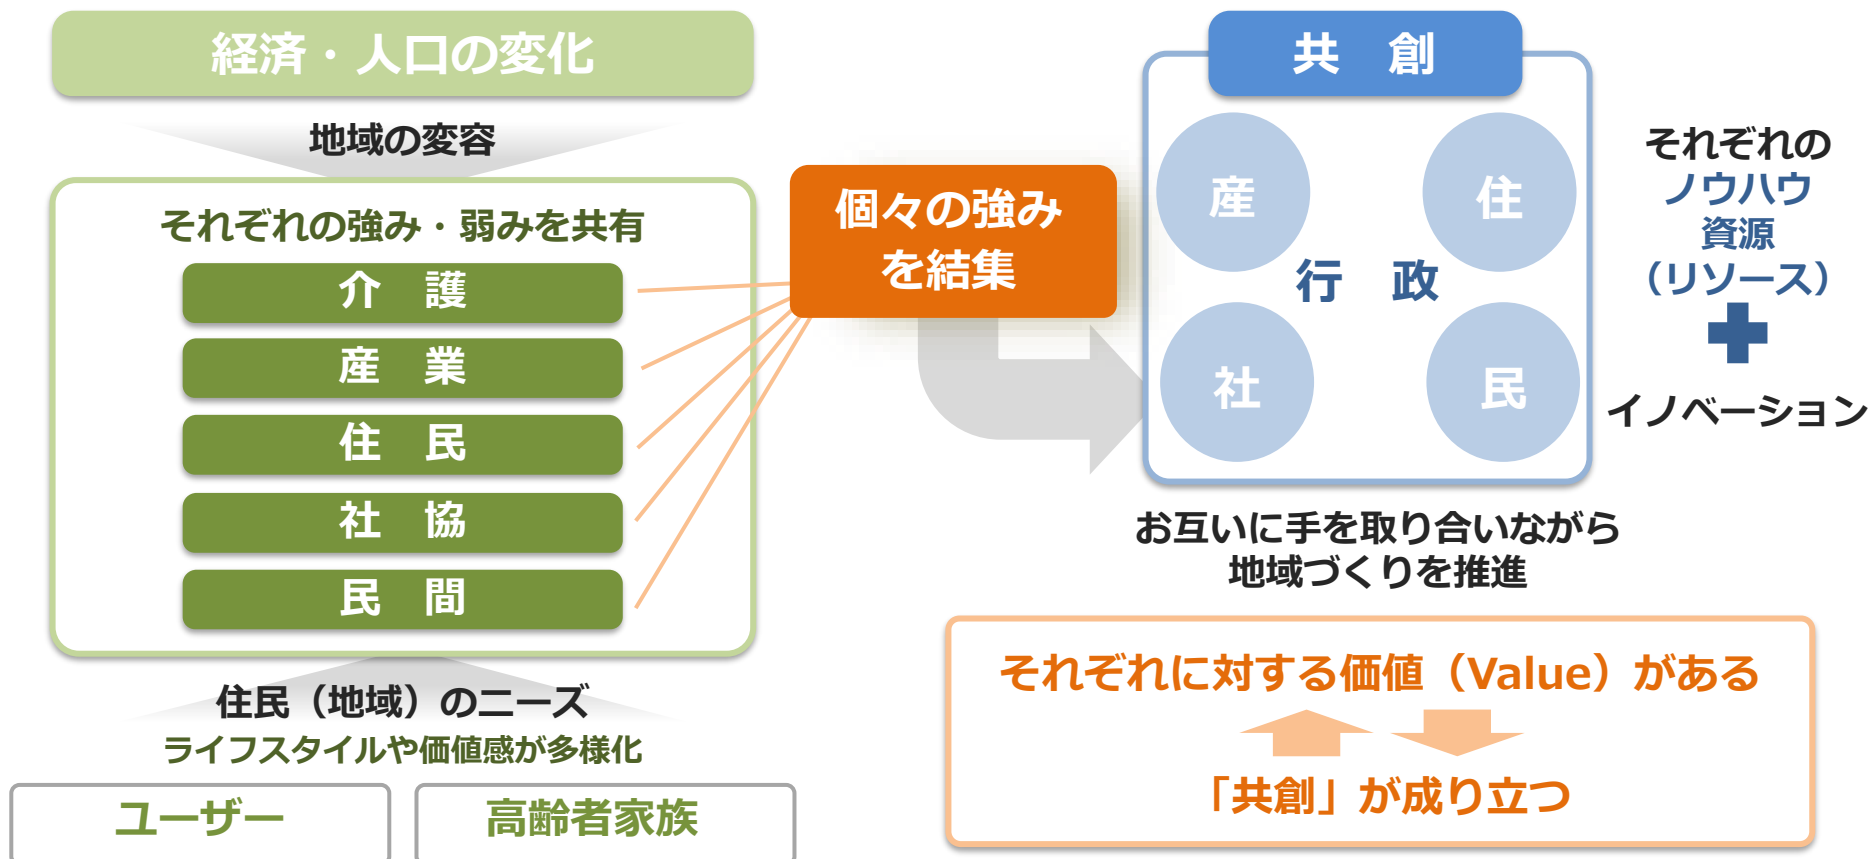 経済・人口の変化
地域の変容
それぞれの強み・弱みを共有
介　護
産　業
住　民
社　協
民　間
住民（地域）のニーズ
ライフスタイルや価値感が多様化
ユーザー
高齢者家族
個々の強み
を結集
共　創
産
住
行　政
社
民
それぞれの
ノウハウ
資源
（リソース）
イノベーション
お互いに手を取り合いながら
地域づくりを推進
それぞれに対する価値（Value）がある
「共創」が成り立つ